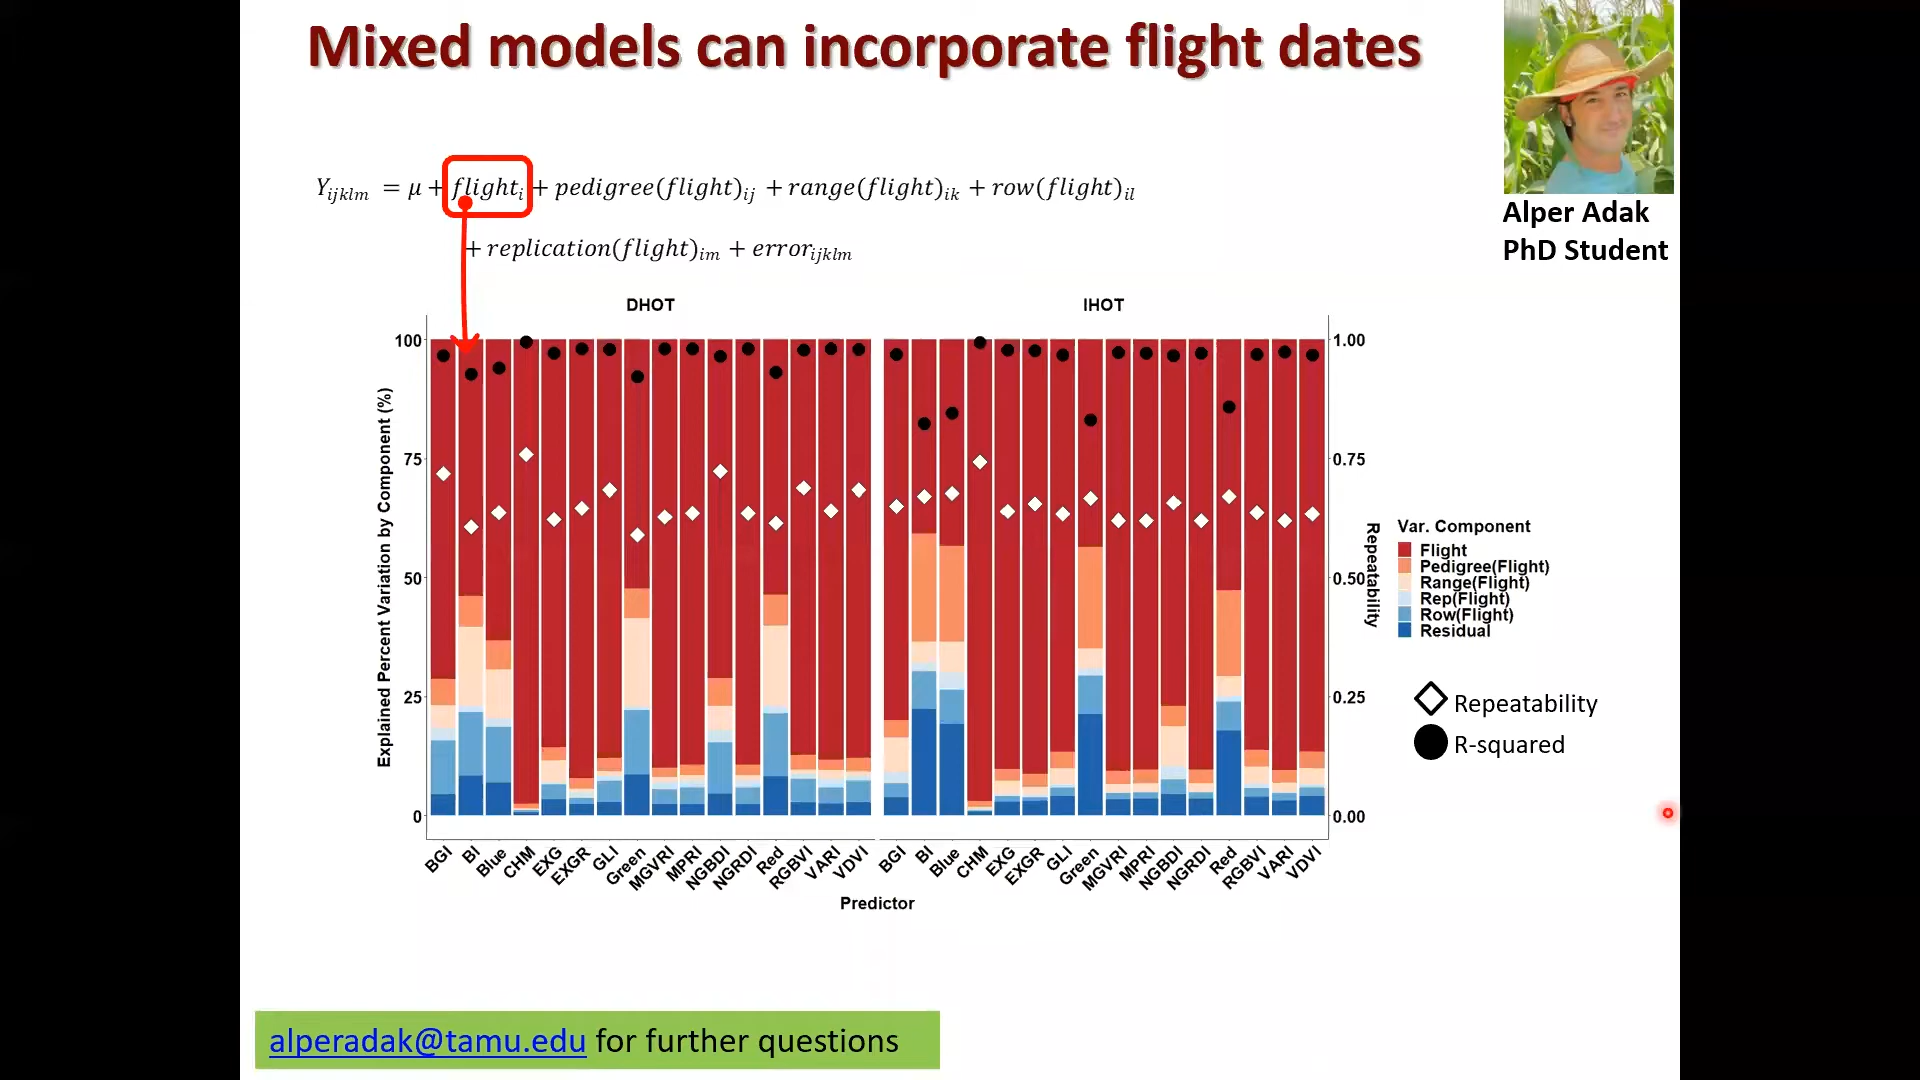 Mixed models can incorporate flight dates
Y_ijklm = μ + flight_i + pedigree(flight)_ij + range(flight)_ik + row(flight)_il
+ replication(flight)_im + error_ijklm
Alper Adak
PhD Student
DHOT
IHOT
Explained Percent Variation by Component (%)
100
75
50
25
0
1.00
0.75
0.50
0.25
0.00
Repeatability
BGI
BI
Blue
CHM
EXG
EXGR
GLI
Green
MGVRI
MPRI
NGBDI
NGRDI
Red
RGBVI
VARI
VDVI
BGI
BI
Blue
CHM
EXG
EXGR
GLI
Green
MGVRI
MPRI
NGBDI
NGRDI
Red
RGBVI
VARI
VDVI
Predictor
Var. Component
Flight
Pedigree(Flight)
Range(Flight)
Rep(Flight)
Row(Flight)
Residual
Repeatability
R-squared
alperadak@tamu.edu for further questions